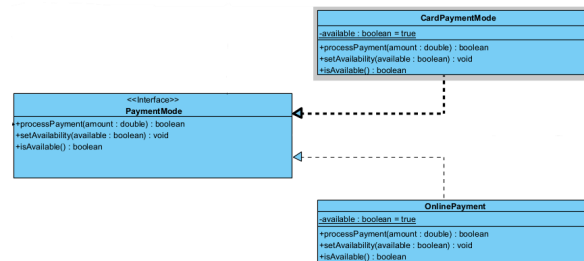 CardPaymentMode
-available : boolean = true
+processPayment(amount : double) : boolean
+setAvailability(available : boolean) : void
+isAvailable() : boolean
<<Interface>>
PaymentMode
+processPayment(amount : double) : boolean
+setAvailability(available : boolean) : void
+isAvailable() : boolean
OnlinePayment
-available : boolean = true
+processPayment(amount : double) : boolean
+setAvailability(available : boolean) : void
+isAvailable() : boolean